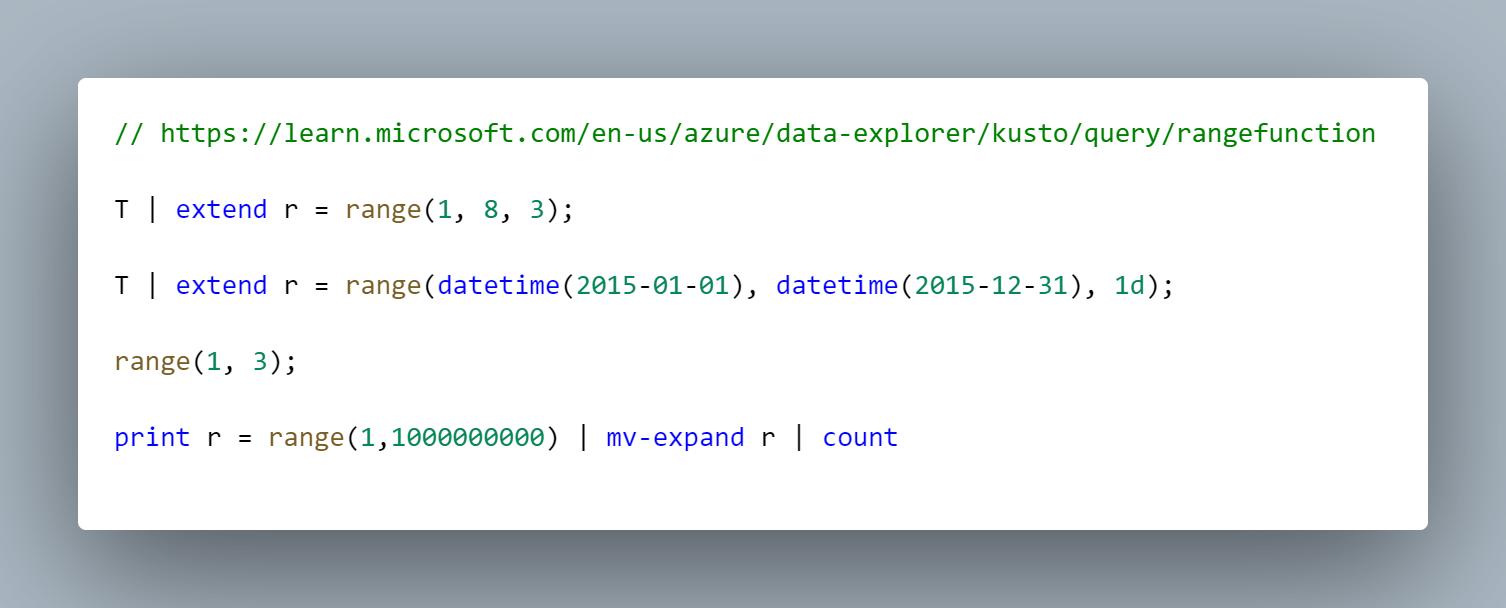 // https://learn.microsoft.com/en-us/azure/data-explorer/kusto/query/rangefunction
T | extend r = range(1, 8, 3);
T | extend r = range(datetime(2015-01-01), datetime(2015-12-31), 1d);
range(1, 3);
print r = range(1,1000000000) | mv-expand r | count